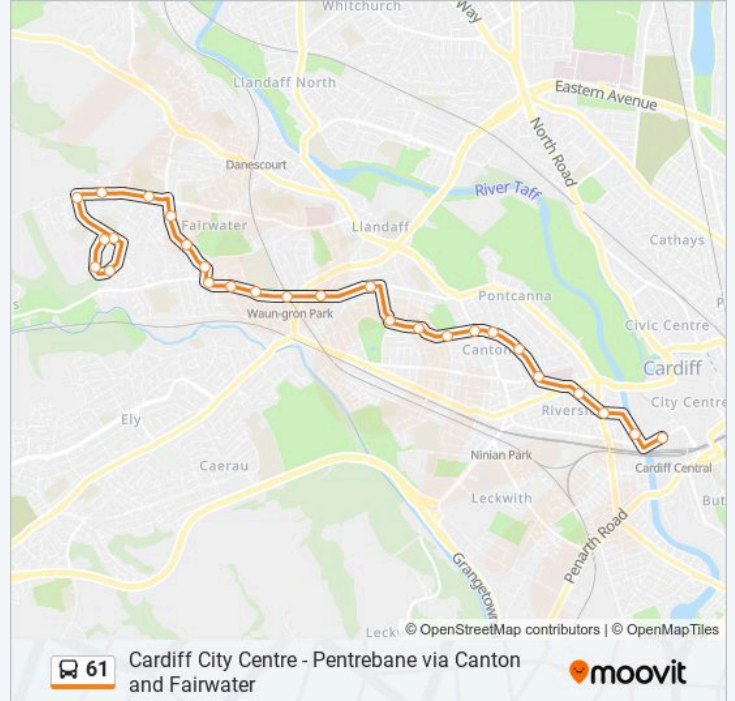 Whitchurch
Way
Llandaff North
Eastern Avenue
North Road
Danescourt
River Taff
Fairwater
Llandaff
Cathays
Pontcanna
Waun-gron Park
Civic Centre
Canton
Cardiff
City Centre
Ely
Ninian Park
Cardiff Central
Caerau
Leckwith
Penarth Road
Grangetown
© OpenStreetMap contributors | © OpenMapTiles
61
Cardiff City Centre - Pentrebane via Canton
and Fairwater
moovit